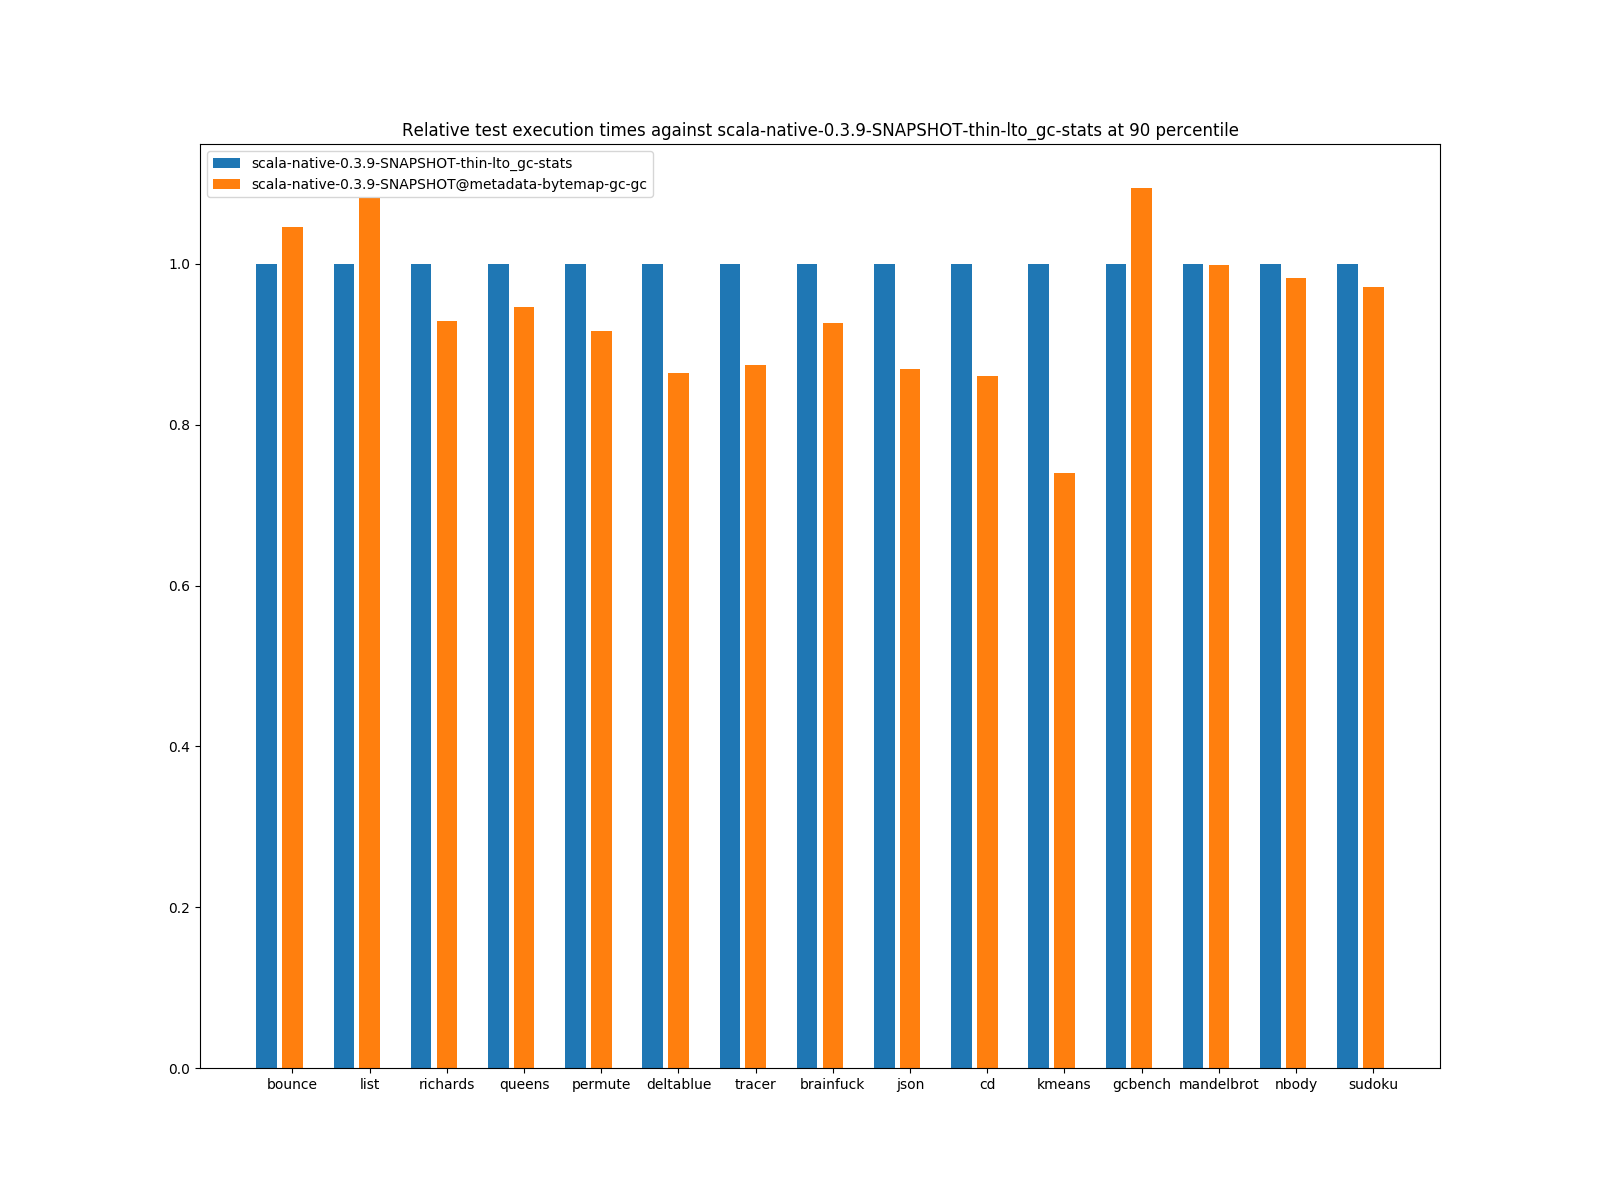 Relative test execution times against scala-native-0.3.9-SNAPSHOT-thin-lto_gc-stats at 90 percentile
scala-native-0.3.9-SNAPSHOT-thin-lto_gc-stats
scala-native-0.3.9-SNAPSHOT@metadata-bytemap-gc-gc
1.0
0.8
0.6
0.4
0.2
0.0
bounce list richards queens permute deltablue tracer brainfuck json cd kmeans gcbench mandelbrot nbody sudoku